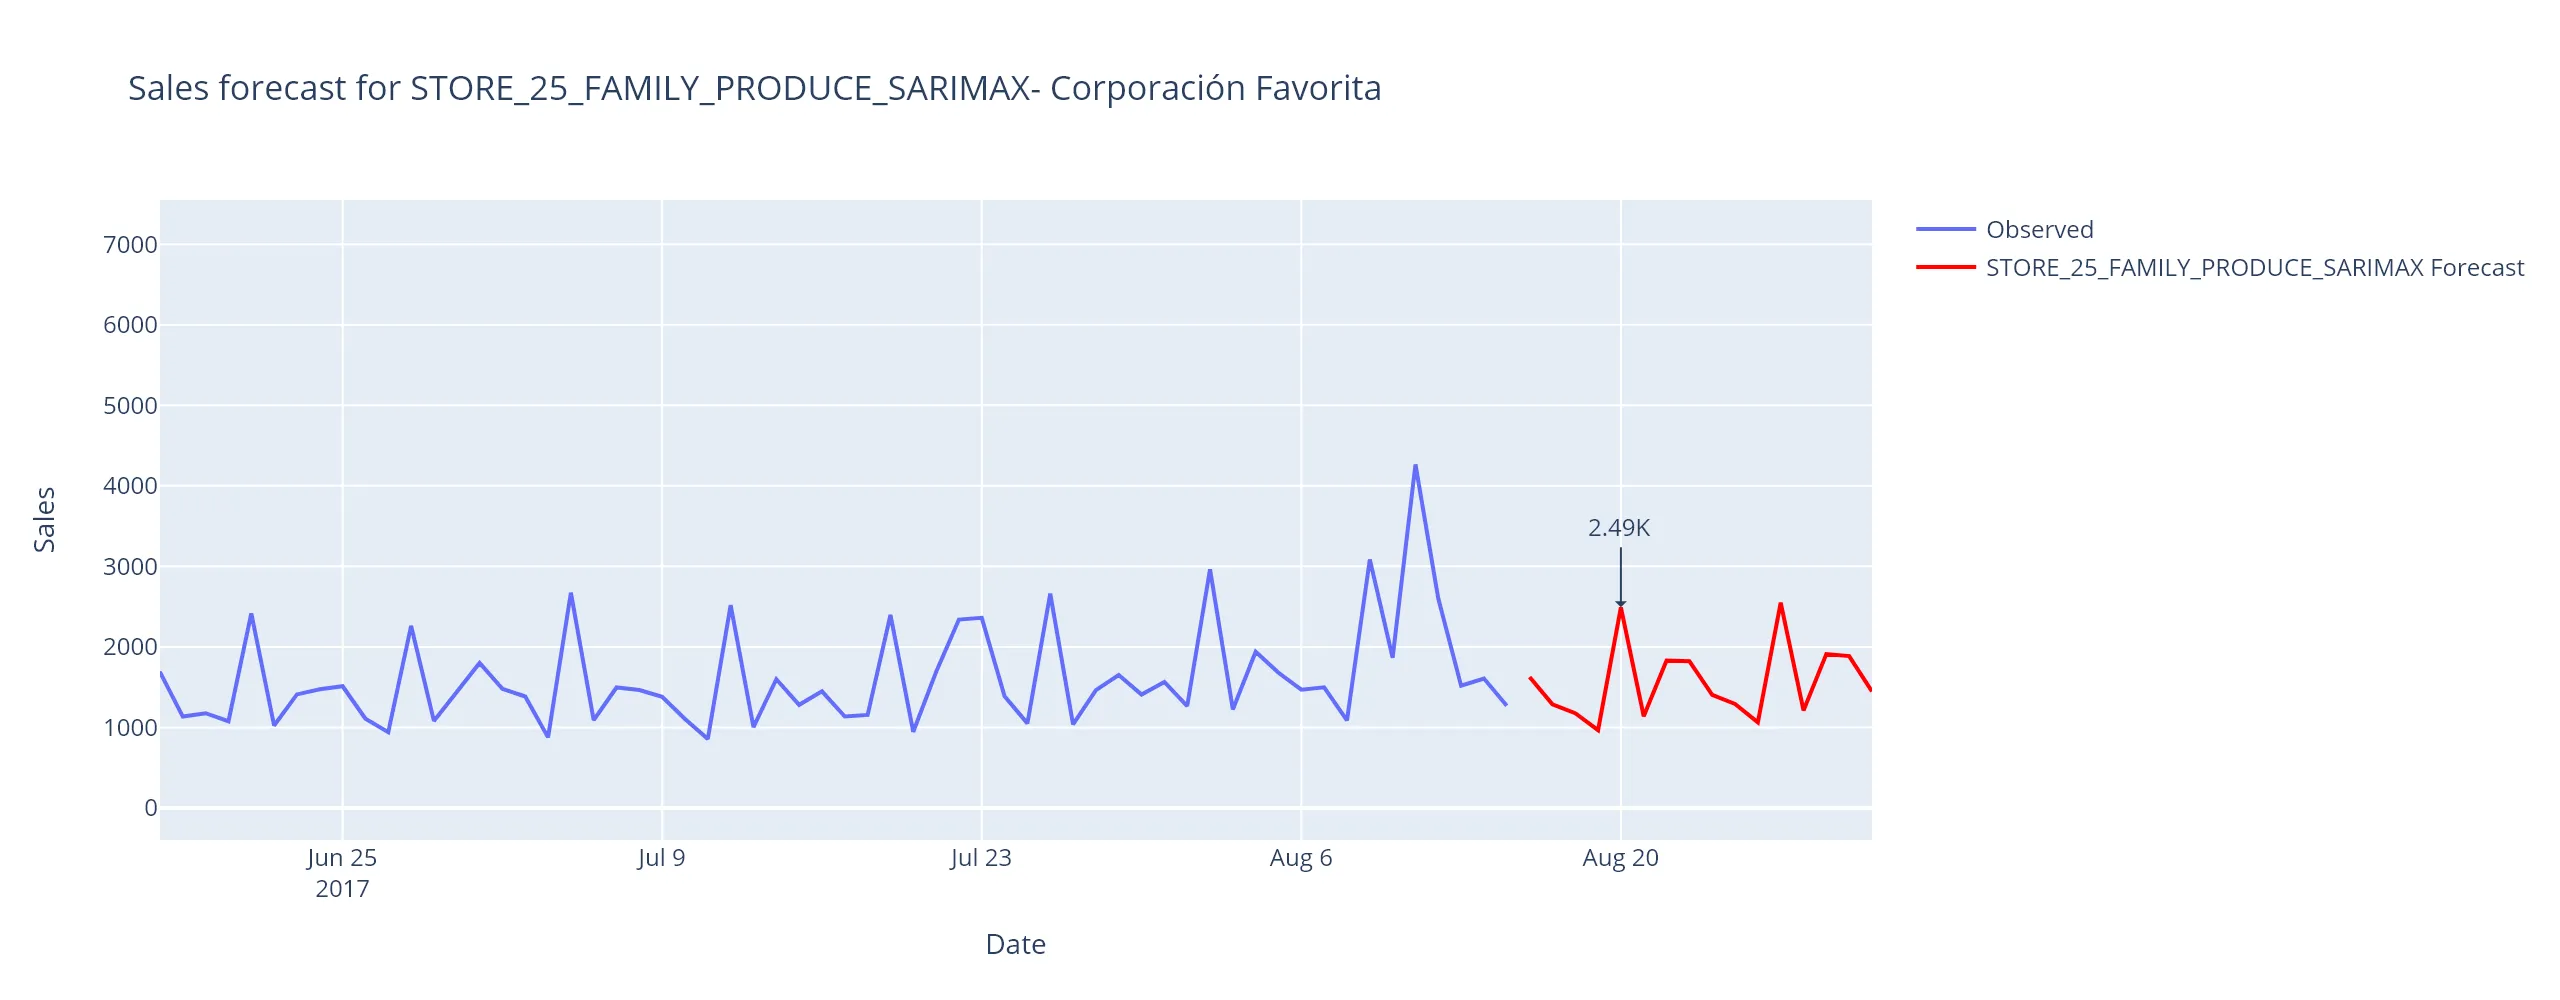 Sales forecast for STORE_25_FAMILY_PRODUCE_SARIMAX- Corporación Favorita
Observed
STORE_25_FAMILY_PRODUCE_SARIMAX Forecast
7000
6000
5000
4000
3000
2000
1000
0
Sales
2.49K
Jun 25
2017
Jul 9
Jul 23
Aug 6
Aug 20
Date